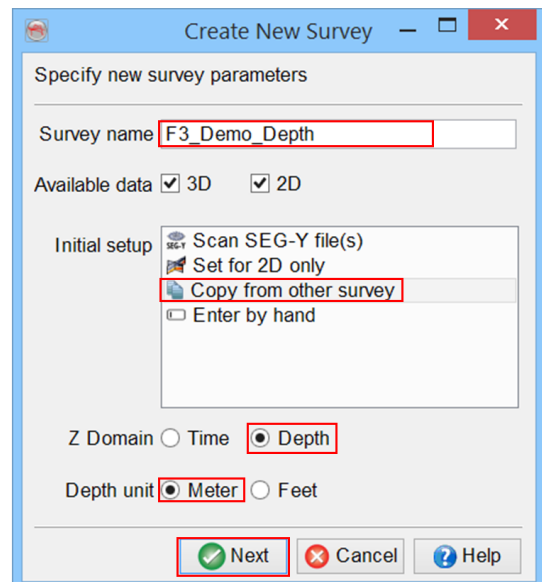 Create New Survey
Specify new survey parameters
Survey name F3_Demo_Depth
Available data 3D 2D
Initial setup
SEG-Y Scan SEG-Y file(s)
Set for 2D only
Copy from other survey
Enter by hand
Z Domain Time Depth
Depth unit Meter Feet
Next Cancel Help